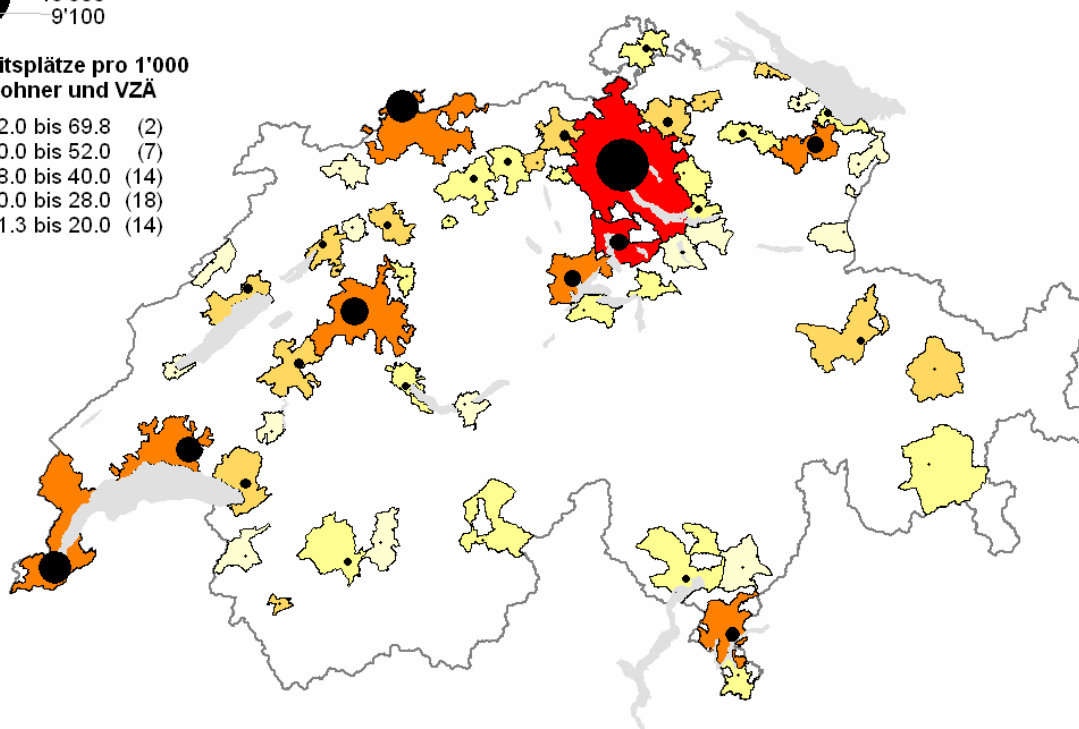 9'100
itsplätze pro 1'000
ohner und VZÄ
2.0 bis 69.8 (2)
0.0 bis 52.0 (7)
8.0 bis 40.0 (14)
0.0 bis 28.0 (18)
1.3 bis 20.0 (14)